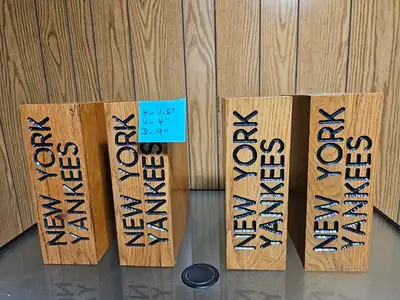 NEW YORK
YANKEES
NEW YORK
YANKEES
H - 11.5"
W - 4"
D - 9"
NEW YORK
YANKEES
NEW YORK
YANKEES